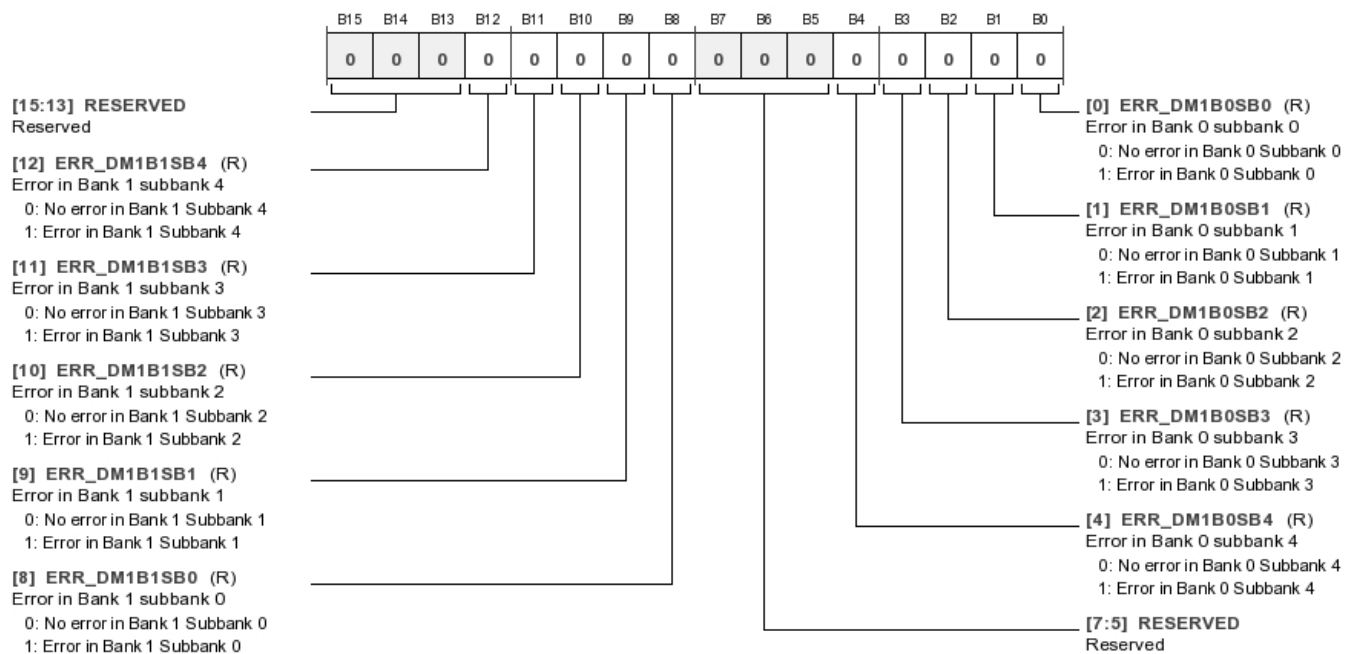 B15 B14 B13 B12 B11 B10 B9 B8 B7 B6 B5 B4 B3 B2 B1 B0
0 0 0 0 0 0 0 0 0 0 0 0 0 0 0 0
[15:13] RESERVED
Reserved
[12] ERR_DM1B1SB4 (R)
Error in Bank 1 subbank 4
0: No error in Bank 1 Subbank 4
1: Error in Bank 1 Subbank 4
[11] ERR_DM1B1SB3 (R)
Error in Bank 1 subbank 3
0: No error in Bank 1 Subbank 3
1: Error in Bank 1 Subbank 3
[10] ERR_DM1B1SB2 (R)
Error in Bank 1 subbank 2
0: No error in Bank 1 Subbank 2
1: Error in Bank 1 Subbank 2
[9] ERR_DM1B1SB1 (R)
Error in Bank 1 subbank 1
0: No error in Bank 1 Subbank 1
1: Error in Bank 1 Subbank 1
[8] ERR_DM1B1SB0 (R)
Error in Bank 1 subbank 0
0: No error in Bank 1 Subbank 0
1: Error in Bank 1 Subbank 0
[0] ERR_DM1B0SB0 (R)
Error in Bank 0 subbank 0
0: No error in Bank 0 Subbank 0
1: Error in Bank 0 Subbank 0
[1] ERR_DM1B0SB1 (R)
Error in Bank 0 subbank 1
0: No error in Bank 0 Subbank 1
1: Error in Bank 0 Subbank 1
[2] ERR_DM1B0SB2 (R)
Error in Bank 0 subbank 2
0: No error in Bank 0 Subbank 2
1: Error in Bank 0 Subbank 2
[3] ERR_DM1B0SB3 (R)
Error in Bank 0 subbank 3
0: No error in Bank 0 Subbank 3
1: Error in Bank 0 Subbank 3
[4] ERR_DM1B0SB4 (R)
Error in Bank 0 subbank 4
0: No error in Bank 0 Subbank 4
1: Error in Bank 0 Subbank 4
[7:5] RESERVED
Reserved